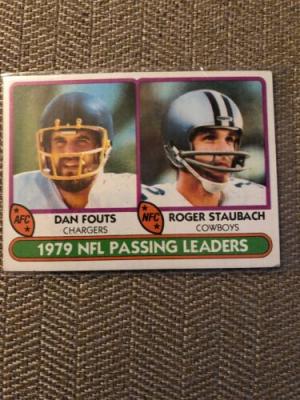 AFC
DAN FOUTS
CHARGERS
NFC
ROGER STAUBACH
COWBOYS
1979 NFL PASSING LEADERS